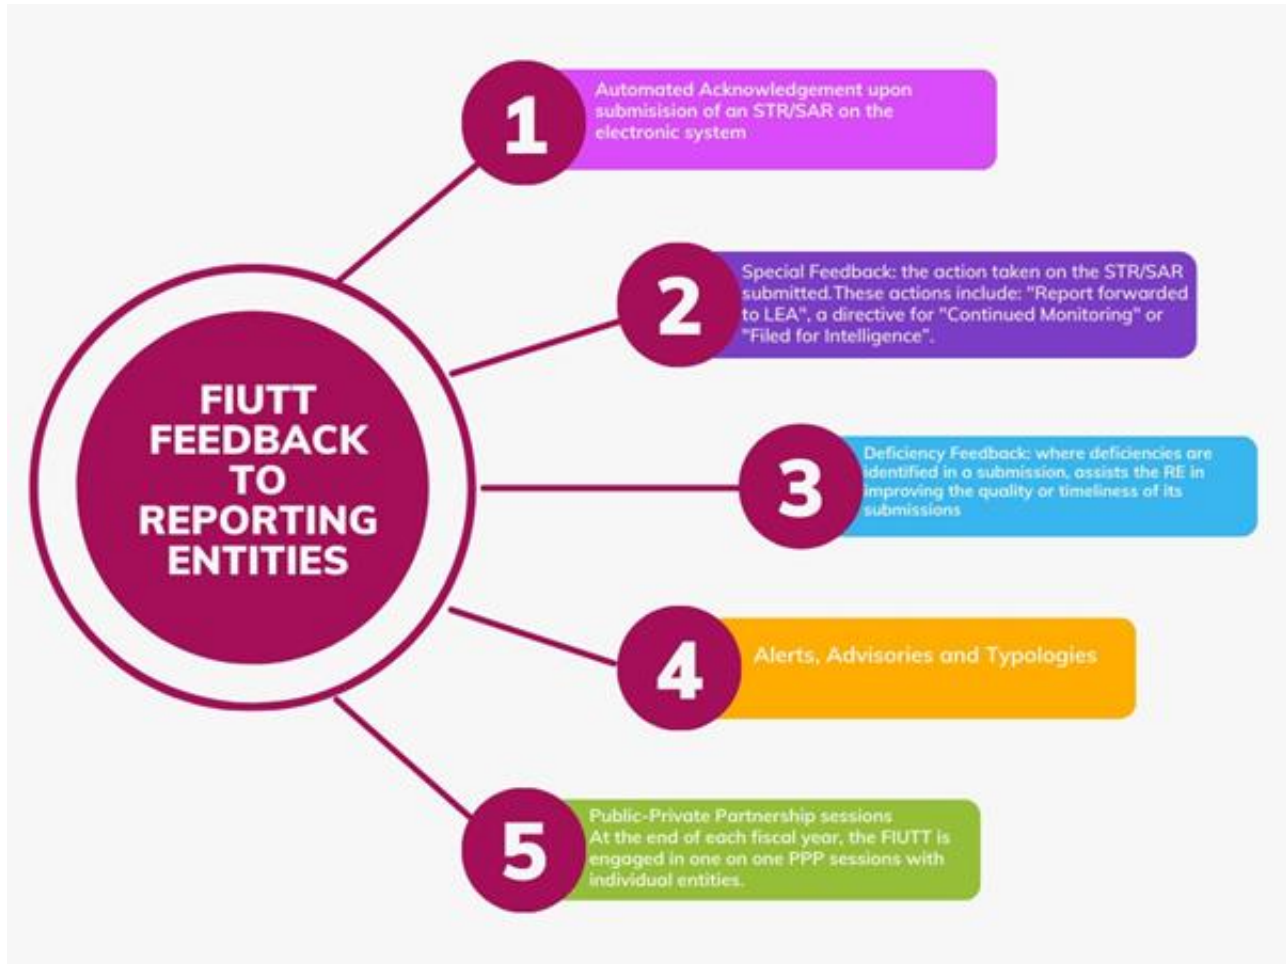 FIUTT
FEEDBACK
TO
REPORTING
ENTITIES
1
Automated Acknowledgement upon
submisision of an STR/SAR on the
electronic system
2
Special Feedback: the action taken on the STR/SAR
submitted.These actions include: "Report forwarded
to LEA", a directive for "Continued Monitoring" or
"Filed for Intelligence".
3
Deficiency Feedback: where deficiencies are
identified in a submission, assists the RE in
improving the quality or timeliness of its
submissions
4
Alerts, Advisories and Typologies
5
Public-Private Partnership sessions
At the end of each fiscal year, the FIUTT is
engaged in one on one PPP sessions with
individual entities.